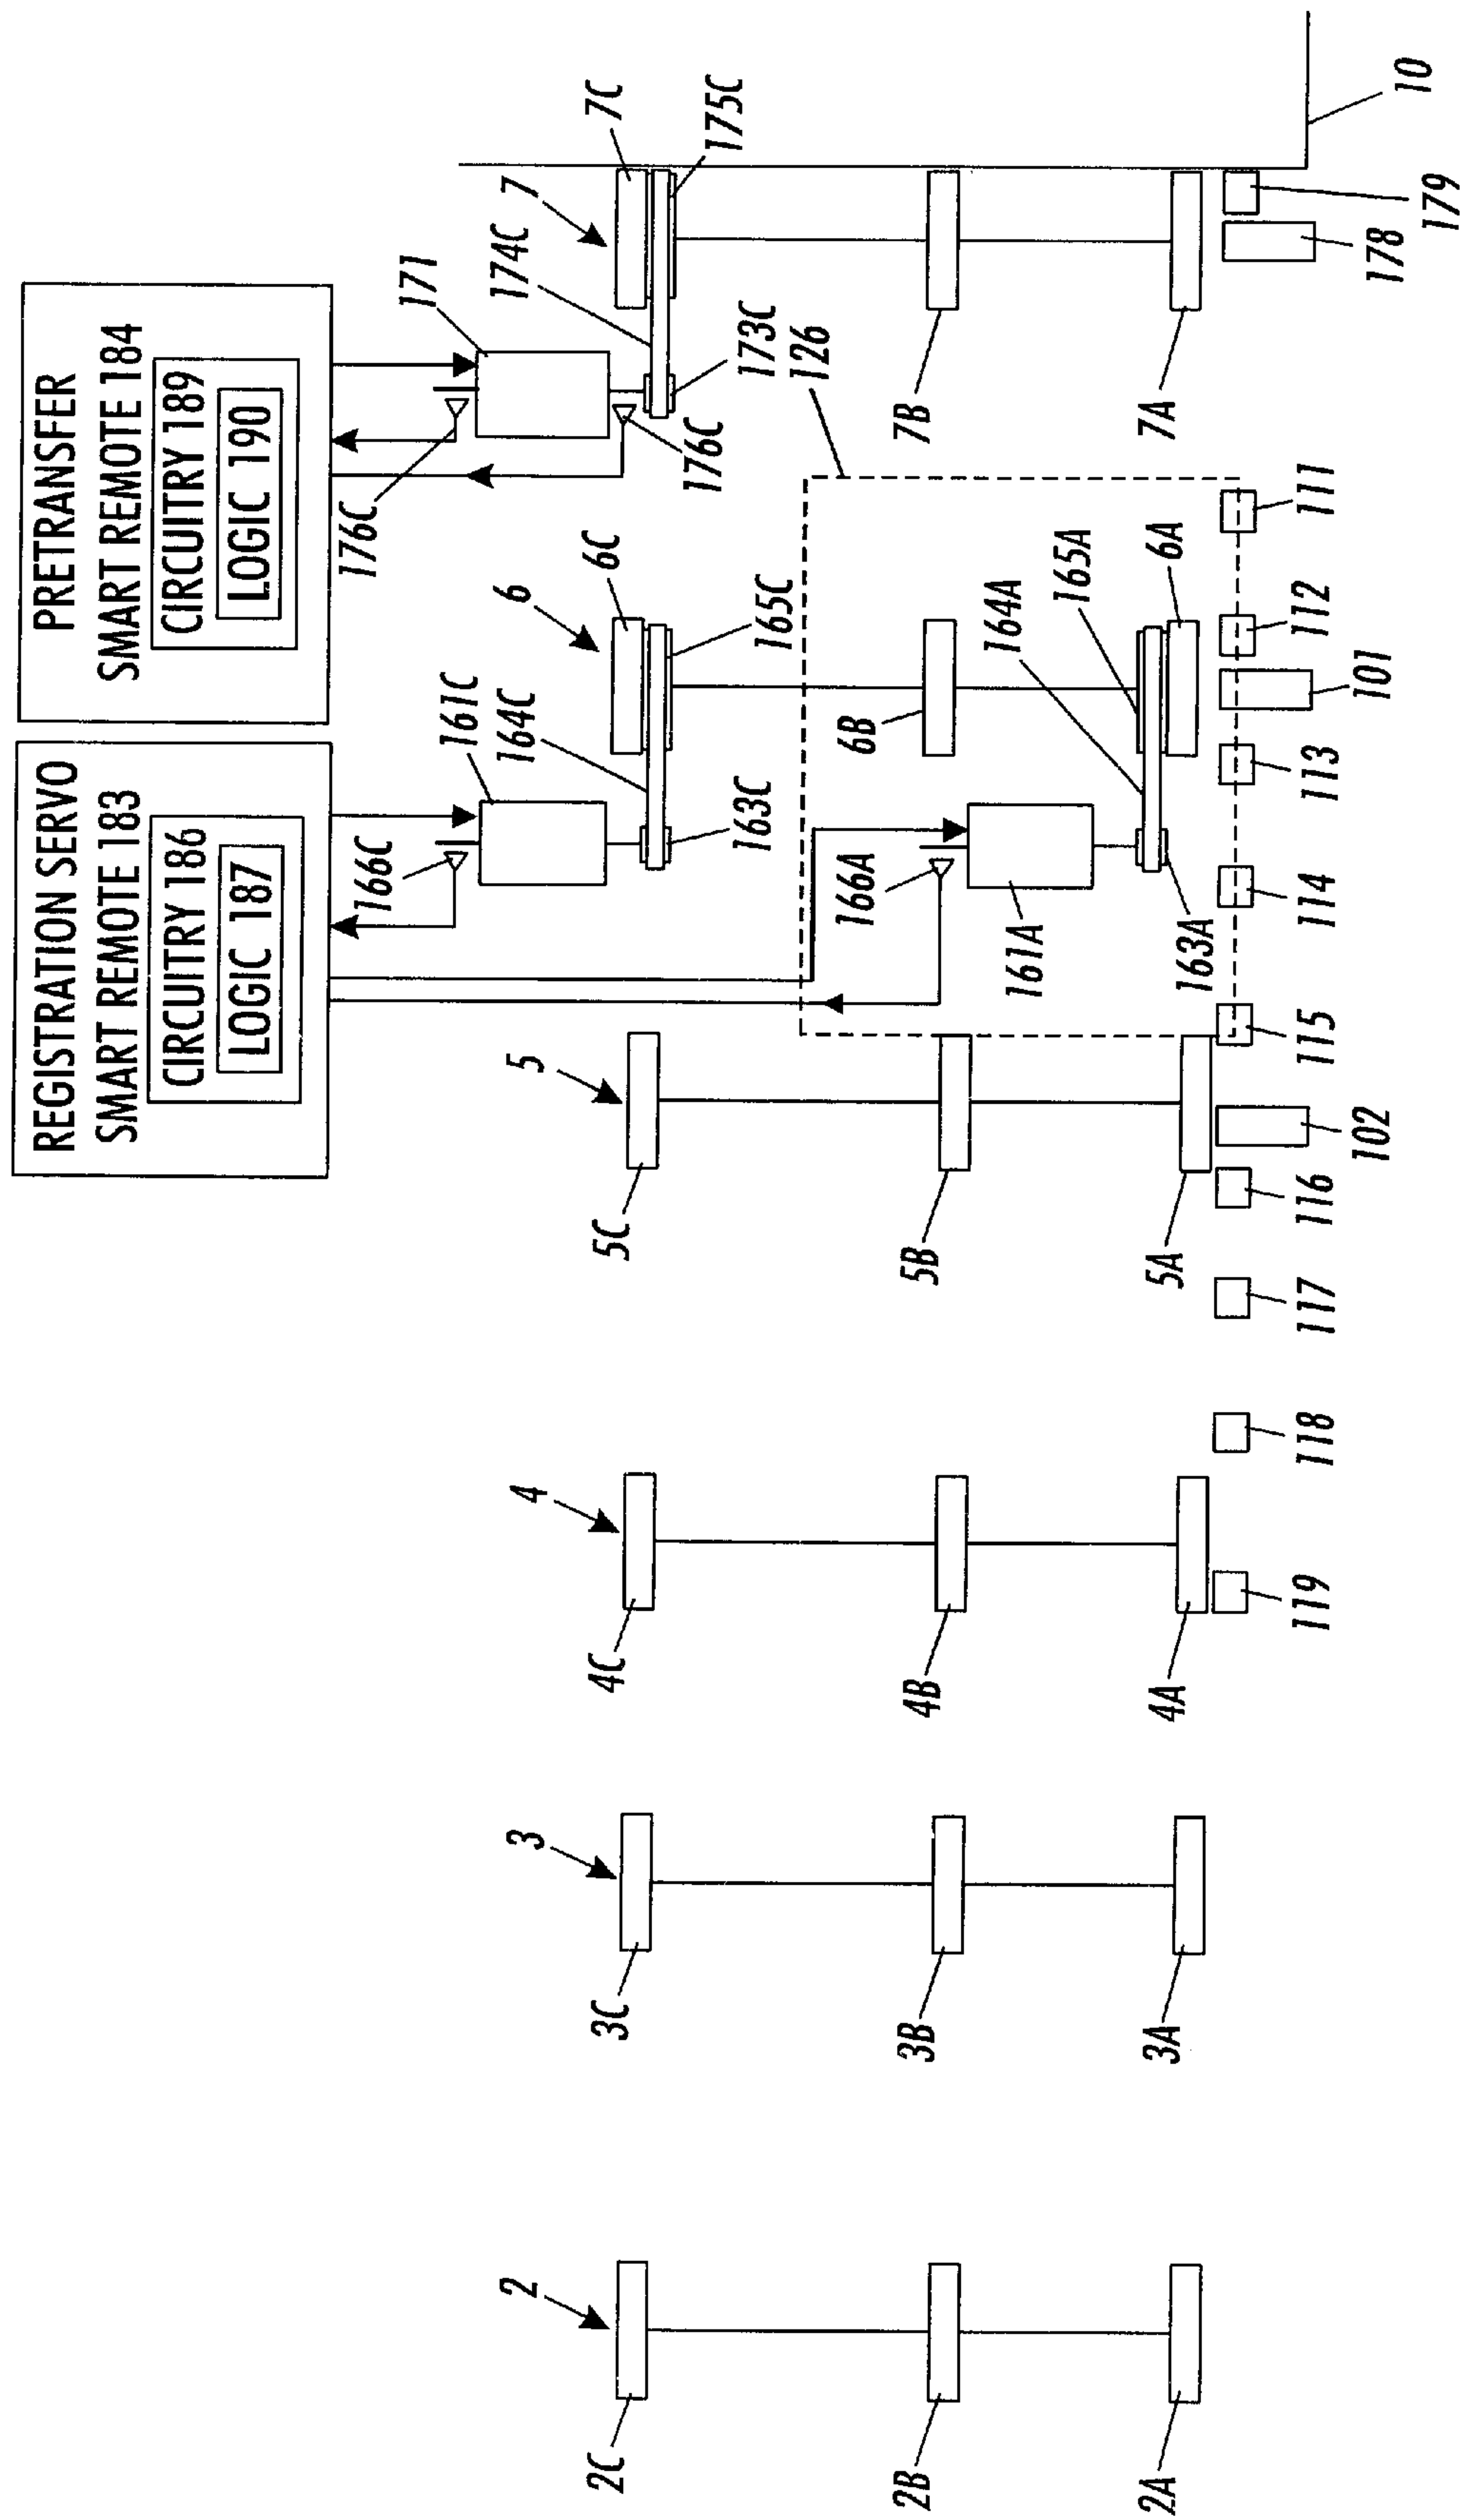 REGISTRATION SERVO
SMART REMOTE 183
CIRCUITRY 186
LOGIC 187
PRETRANSFER
SMART REMOTE 184
CIRCUITRY 189
LOGIC 190
176C
171
166C
161C
164C
174C
7
7C
2
3
4
5
6
6C
2C
3C
4C
5C
176C
175C
163C
165C
173C
126
166A
6B
7B
2B
3B
4B
5B
161A
164A
165A
2A
3A
4A
5A
163A
6A
7A
119
118
117
116
115
114
113
112
111
102
101
178
179
10